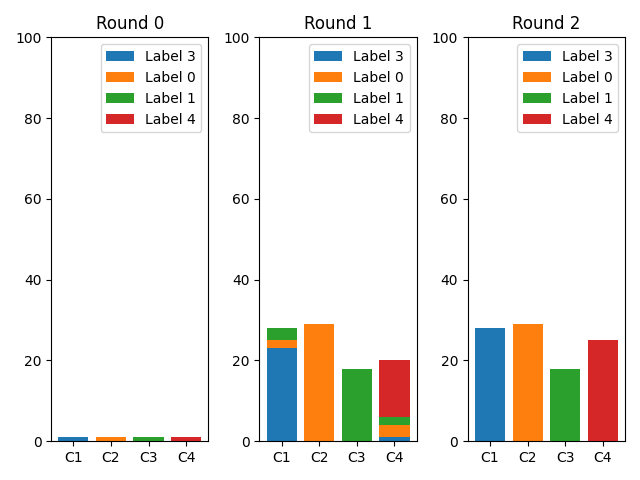 Round 0
100
80
60
40
20
0
Label 3
Label 0
Label 1
Label 4
C1 C2 C3 C4
Round 1
100
80
60
40
20
0
Label 3
Label 0
Label 1
Label 4
C1 C2 C3 C4
Round 2
100
80
60
40
20
0
Label 3
Label 0
Label 1
Label 4
C1 C2 C3 C4